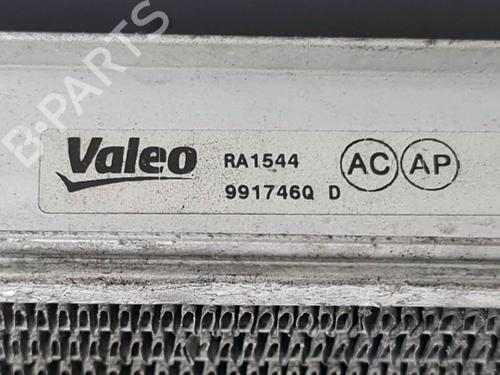 B-PARTS
Valeo
RA1544
991746Q D
AC AP